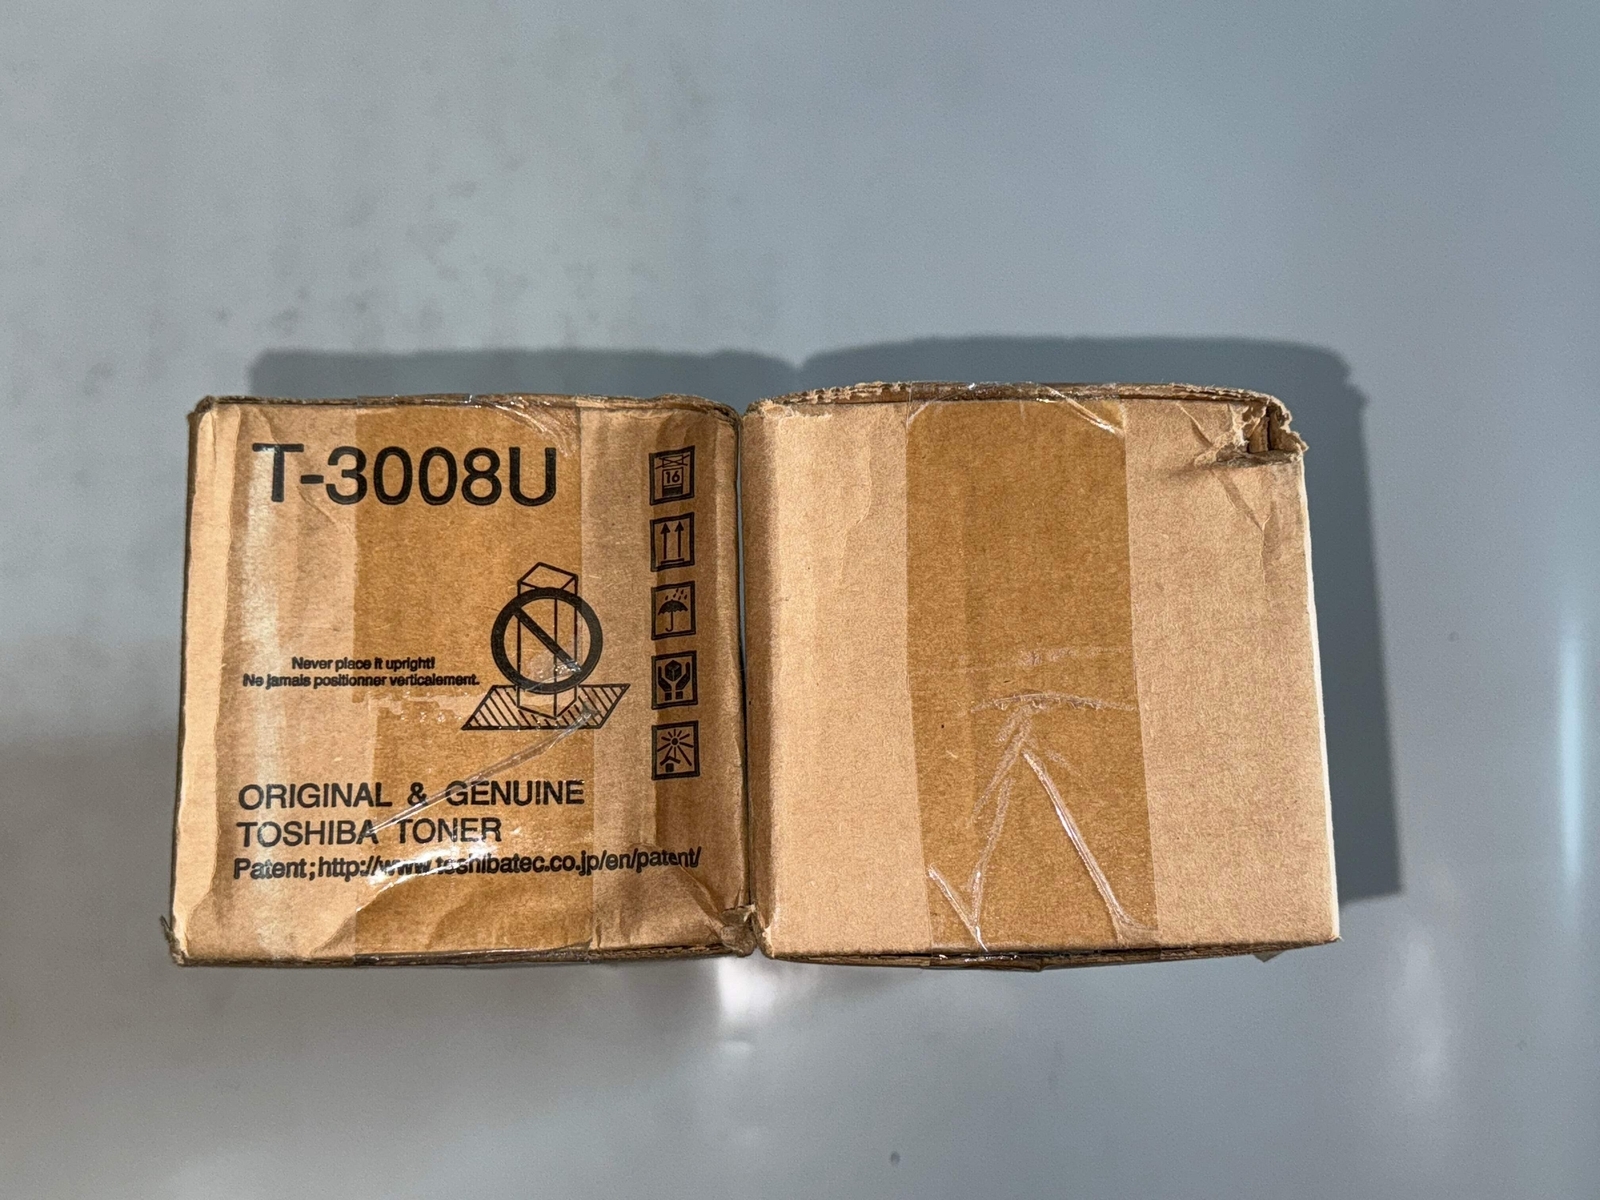 T-3008U
16
Never place it upright!
Ne jamais positionner verticalement.
ORIGINAL & GENUINE
TOSHIBA TONER
Patent;http://www.toshibatec.co.jp/en/patent/